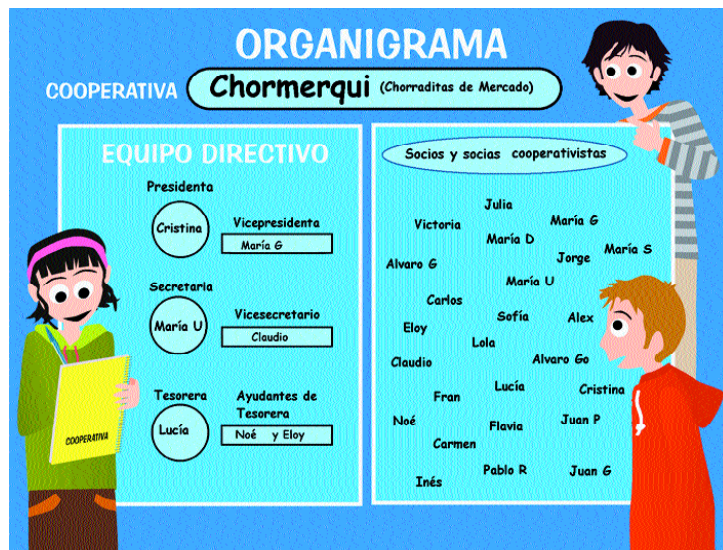 ORGANIGRAMA
COOPERATIVA Chormerqui (Chorraditas de Mercado)
EQUIPO DIRECTIVO
Presidenta
Cristina
Vicepresidenta
María G
Secretaria
María U
Vicesecretario
Claudio
Tesorera
Lucía
Ayudantes de
Tesorera
Noé y Eloy
COOPERATIVA
Socios y socias cooperativistas
Julia
Victoria
María G
María D
María S
Jorge
Alvaro G
María U
Carlos
Sofía
Alex
Eloy
Lola
Claudio
Alvaro Go
Lucía
Cristina
Fran
Noé
Flavia
Juan P
Carmen
Pablo R
Juan G
Inés